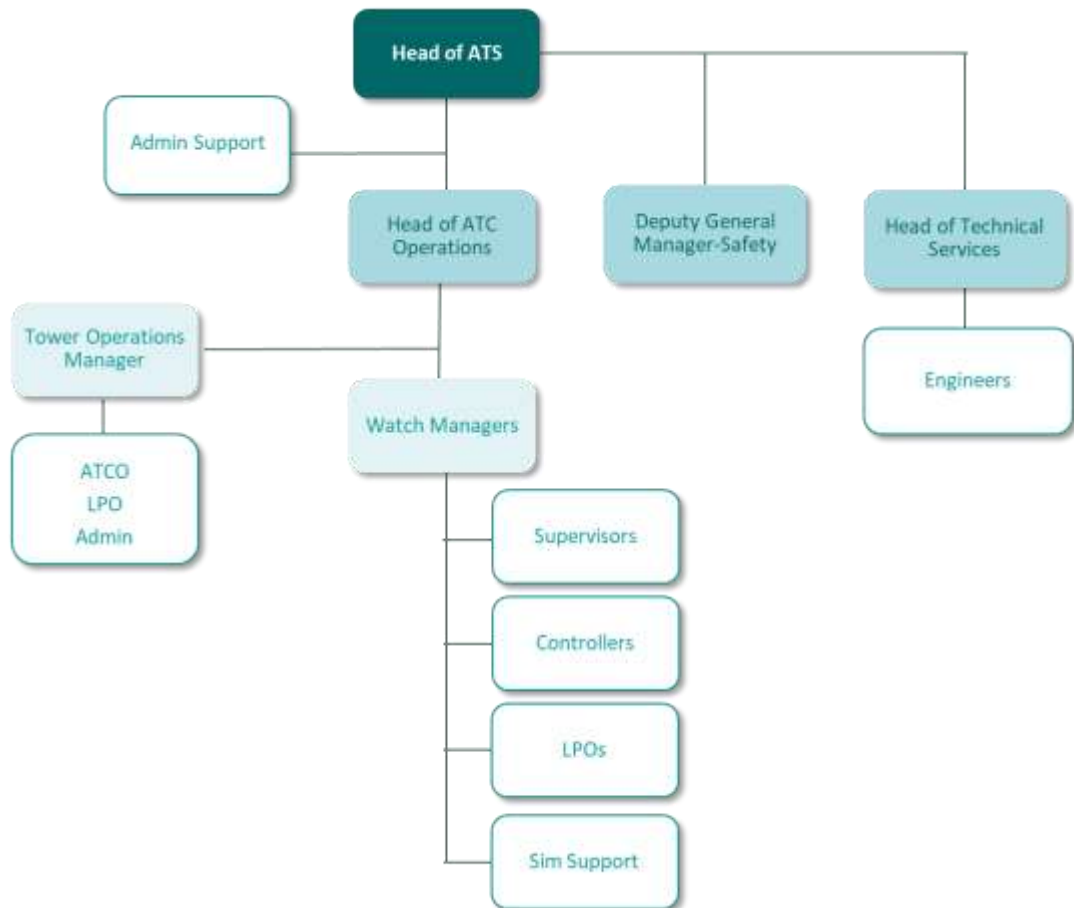 Head of ATS
Admin Support
Head of ATC
Operations
Deputy General
Manager-Safety
Head of Technical
Services
Tower Operations
Manager
Engineers
Watch Managers
ATCO
LPO
Admin
Supervisors
Controllers
LPOs
Sim Support